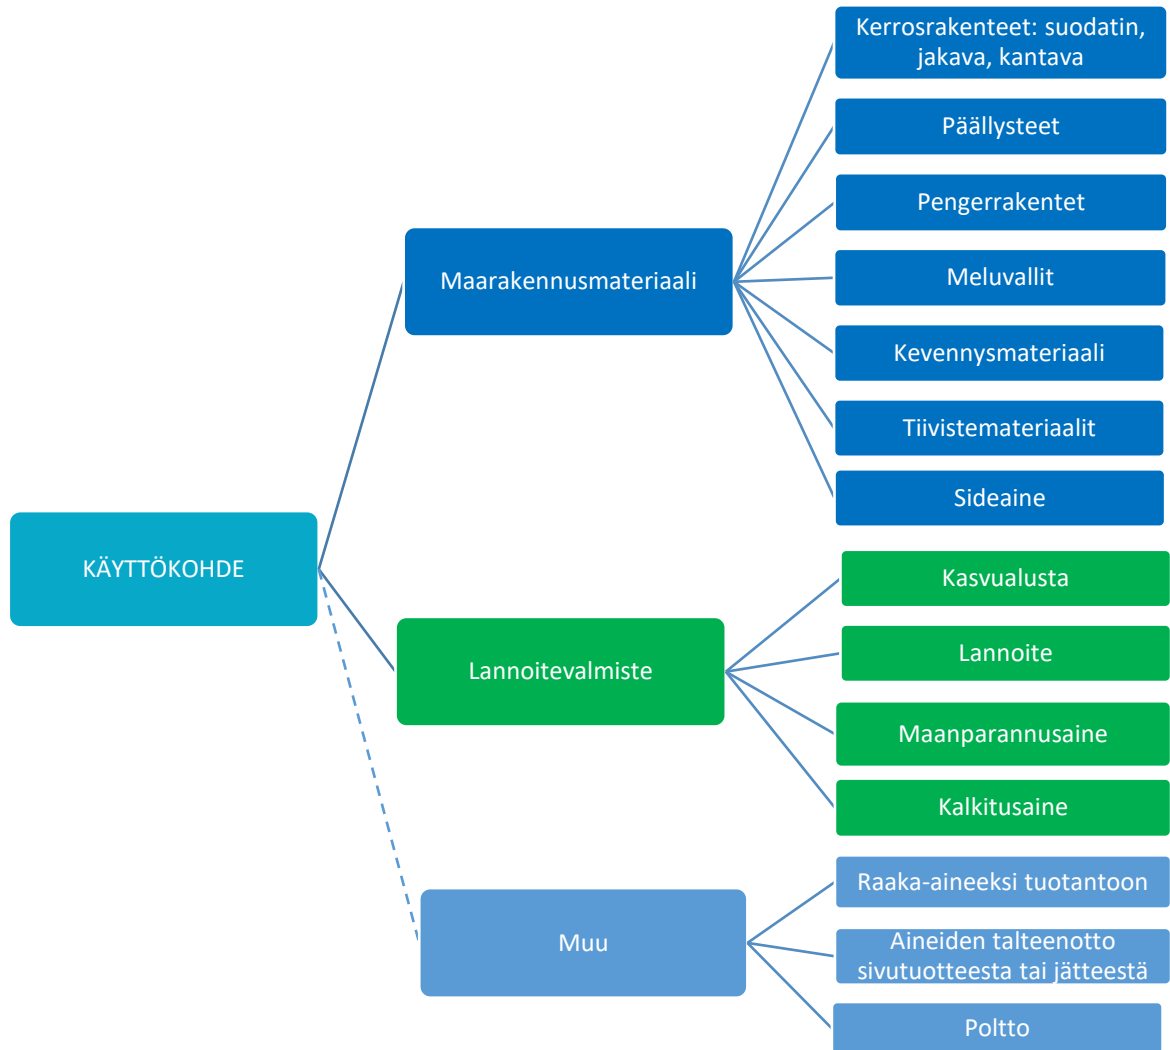 Kerrosrakenteet: suodatin,
jakava, kantava
Päällysteet
Pengerrakentet
Maarakennusmateriaali
Meluvallit
Kevennysmateriaali
Tiivistemateriaalit
Sideaine
KÄYTTÖKOHDE
Kasvualusta
Lannoite
Lannoitevalmiste
Maanparannusaine
Kalkitusaine
Raaka-aineeksi tuotantoon
Muu
Aineiden talteenotto
sivutuotteesta tai jätteestä
Poltto